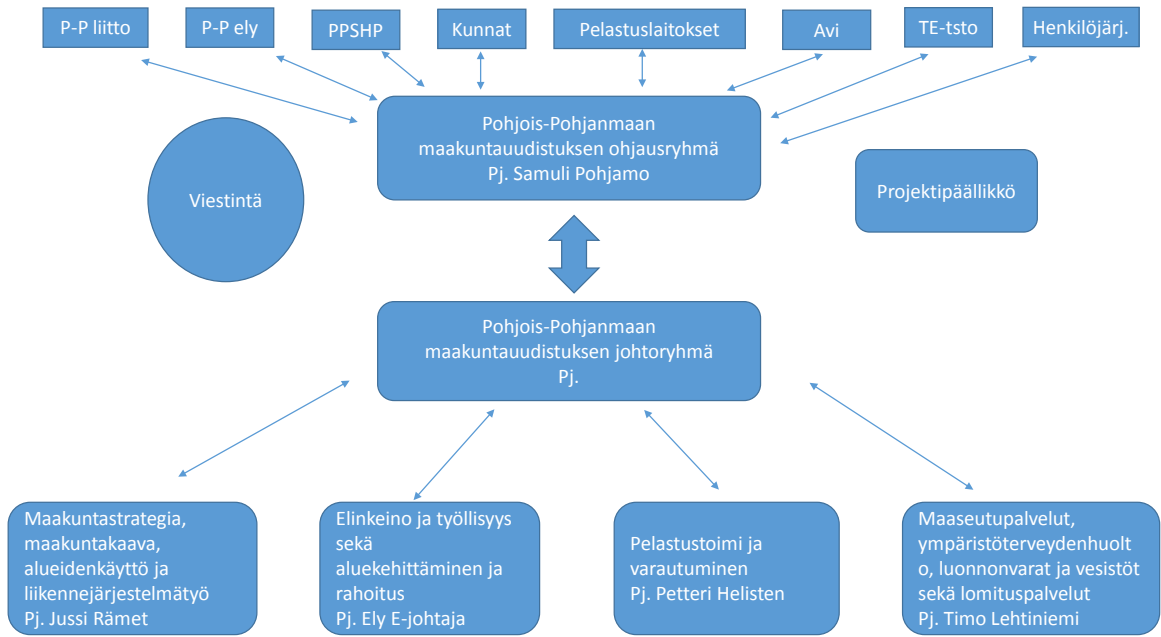 P-P liitto
P-P ely
PPSHP
Kunnat
Pelastuslaitokset
Avi
TE-tsto
Henkilöjärj.
Pohjois-Pohjanmaan
maakuntauudistuksen ohjausryhmä
Pj. Samuli Pohjamo
Viestintä
Projektipäällikkö
Pohjois-Pohjanmaan
maakuntauudistuksen johtoryhmä
Pj.
Maakuntastrategia,
maakuntakaava,
alueidenkäyttö ja
liikennejärjestelmätyö
Pj. Jussi Rämet
Elinkeino ja työllisyys
sekä
aluekehittäminen ja
rahoitus
Pj. Ely E-johtaja
Pelastustoimi ja
varautuminen
Pj. Petteri Helisten
Maaseutupalvelut,
ympäristöterveydenhuolt
o, luonnonvarat ja vesistöt
sekä lomituspalvelut
Pj. Timo Lehtiniemi